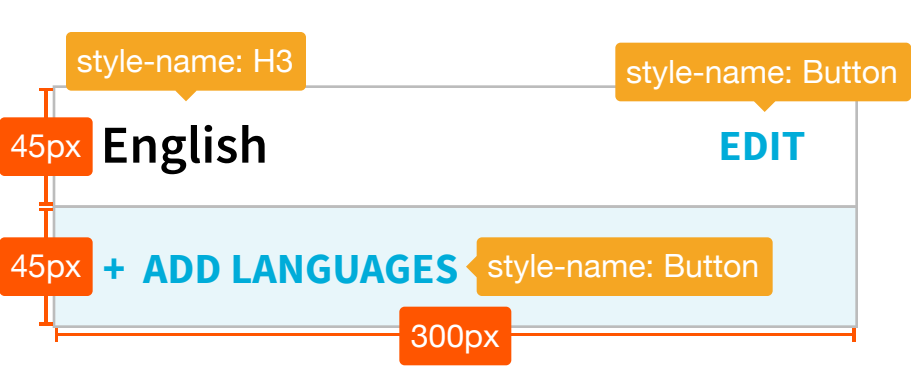 style-name: H3
style-name: Button
45px English EDIT
45px + ADD LANGUAGES style-name: Button
300px